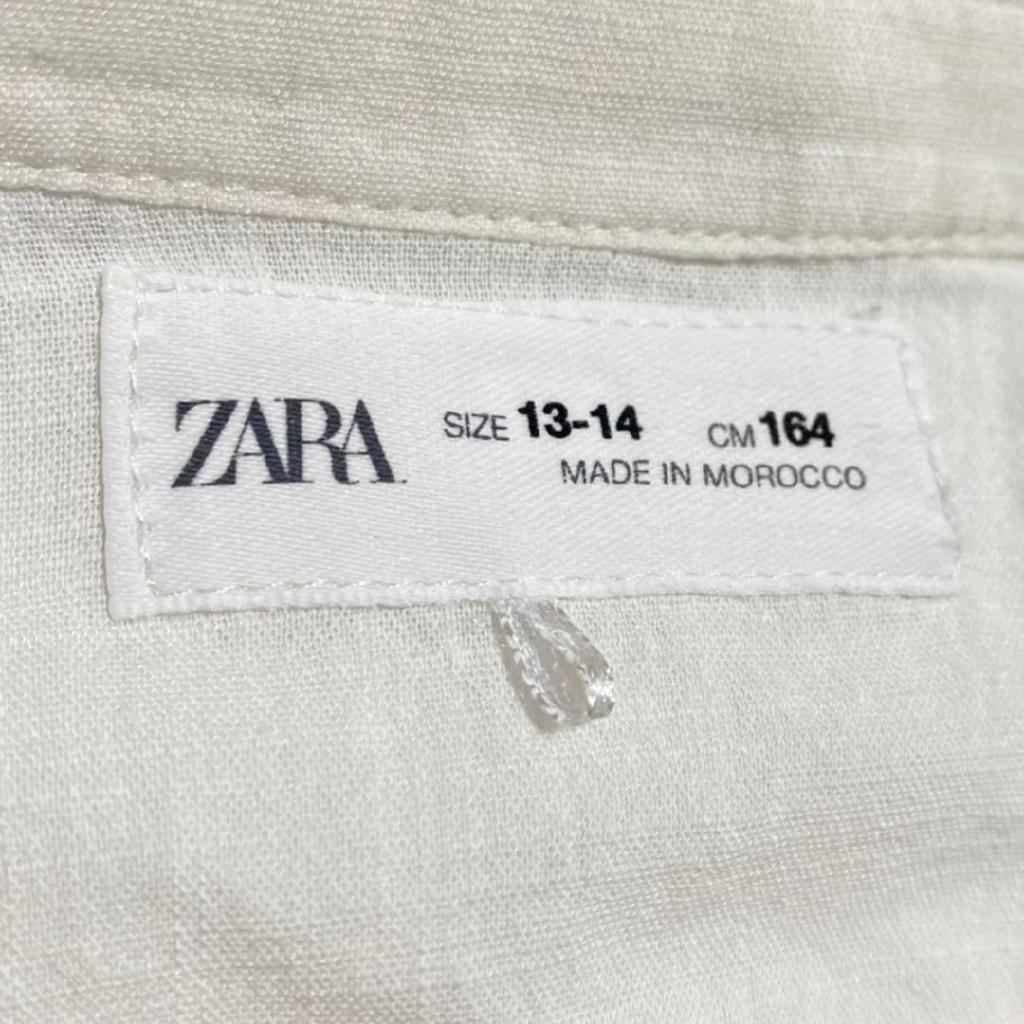 ZARA
SIZE 13-14 CM 164
MADE IN MOROCCO